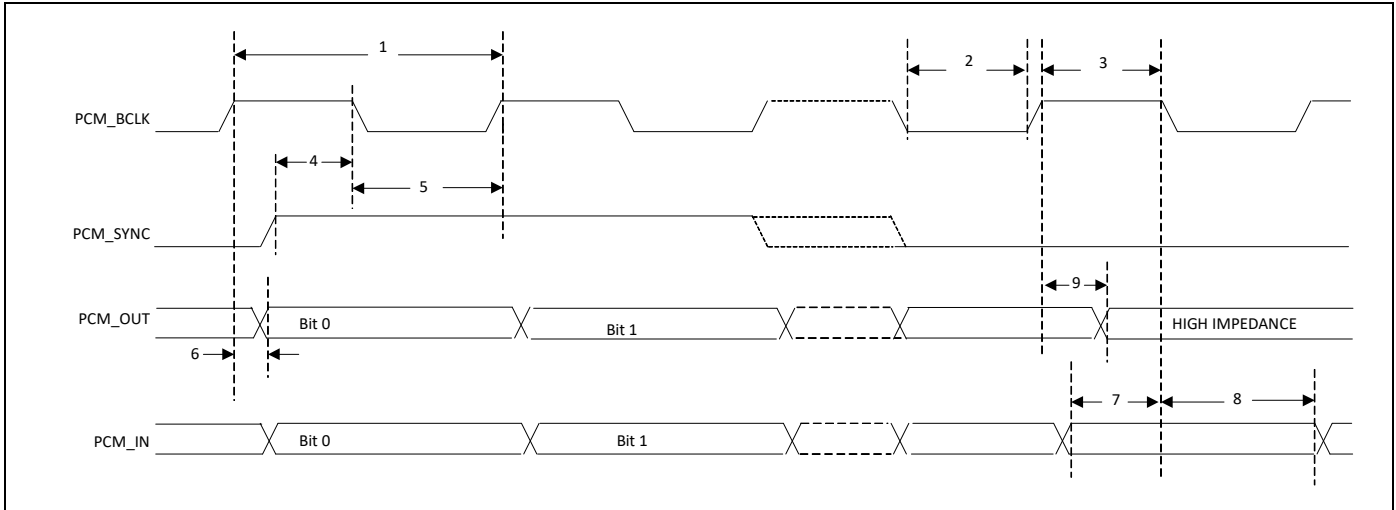 1
2
3
PCM_BCLK
4
5
PCM_SYNC
9
PCM_OUT
Bit 0
Bit 1
HIGH IMPEDANCE
6
7
8
PCM_IN
Bit 0
Bit 1